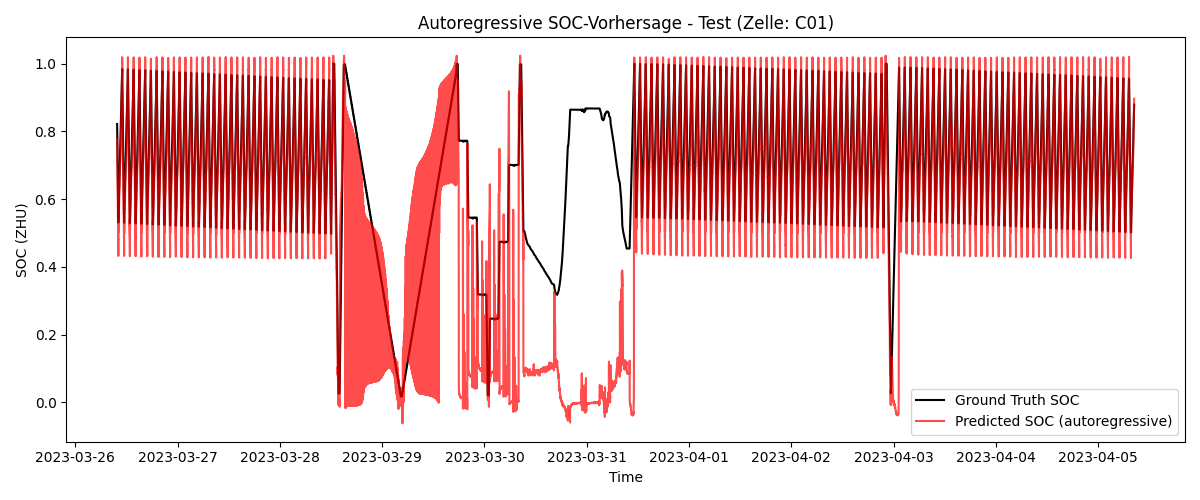 Autoregressive SOC-Vorhersage - Test (Zelle: C01)
SOC (ZHU)
1.0
0.8
0.6
0.4
0.2
0.0
Ground Truth SOC
Predicted SOC (autoregressive)
2023-03-26 2023-03-27 2023-03-28 2023-03-29 2023-03-30 2023-03-31 2023-04-01 2023-04-02 2023-04-03 2023-04-04 2023-04-05
Time